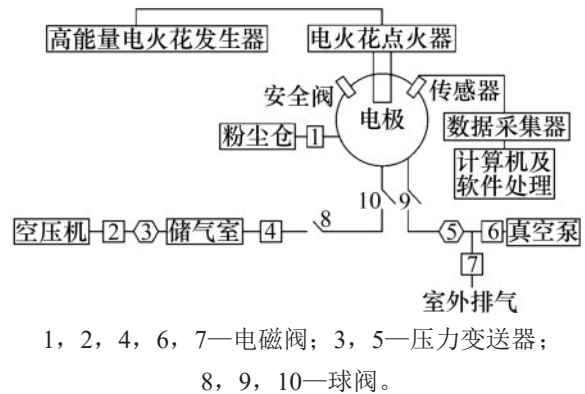 高能量电火花发生器 电火花点火器
安全阀 传感器
电极
粉尘仓 1 数据采集器
计算机及
软件处理
10 9
8
空压机 2 3 储气室 4 5 6 真空泵
7
室外排气
1，2，4，6，7—电磁阀；3，5—压力变送器；
8，9，10—球阀。